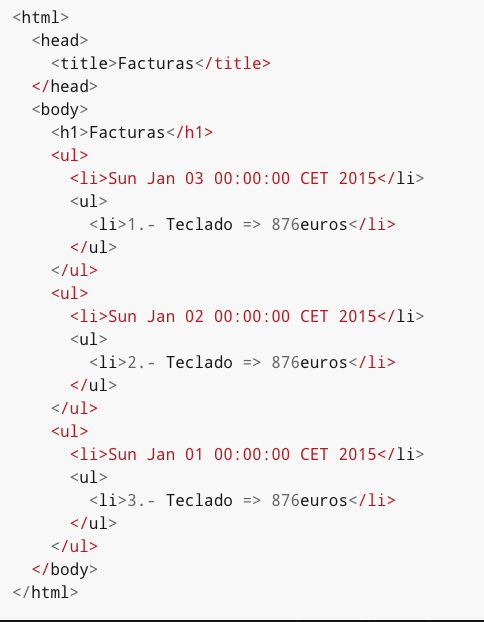 <html>
<head>
<title>Facturas</title>
</head>
<body>
<h1>Facturas</h1>
<ul>
<li>Sun Jan 03 00:00:00 CET 2015</li>
<ul>
<li>1.- Teclado => 876euros</li>
</ul>
</ul>
<ul>
<li>Sun Jan 02 00:00:00 CET 2015</li>
<ul>
<li>2.- Teclado => 876euros</li>
</ul>
</ul>
<ul>
<li>Sun Jan 01 00:00:00 CET 2015</li>
<ul>
<li>3.- Teclado => 876euros</li>
</ul>
</ul>
</body>
</html>